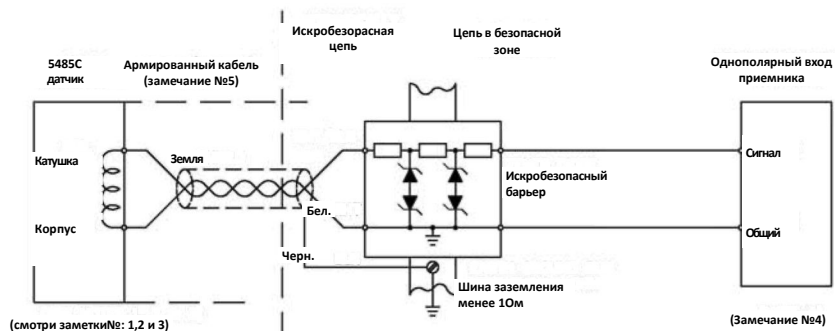 Искробезорасная
цепь
Цепь в безопасной
зоне
5485С
датчик
Армированный кабель
(замечание №5)
Однополярный вход
приемника
Катушка
Земля
Сигнал
Искробезопасный
барьер
Бел.
Корпус
Общий
Черн.
Шина заземления
менее 1Ом
(смотри заметки№: 1,2 и 3)
(Замечание №4)